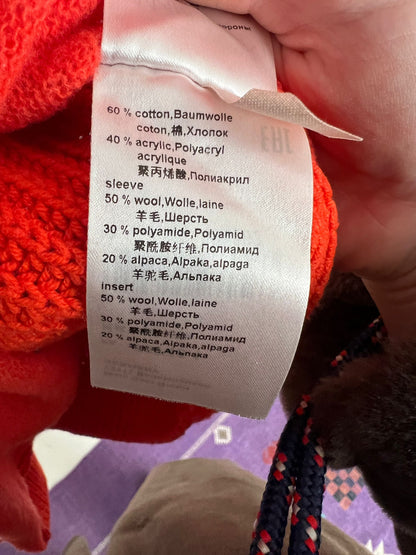 ороны
60 % cotton,Baumwolle
coton,棉,Хлопок
40 % acrylic,Polyacryl
acrylique
聚丙烯酸,Полиакрил
sleeve
50 % wool,Wolle,laine
羊毛,Шерсть
30 % polyamide,Polyamid
聚酰胺纤维,Полиамид
20 % alpaca,Alpaka,alpaga
羊驼毛,Альпака
insert
50 % wool,Wolle,laine
羊毛,Шерсть
30 % polyamide,Polyamid
聚酰胺纤维,Полиамид
20 % alpaca,Alpaka,alpaga
羊驼毛,Альпака